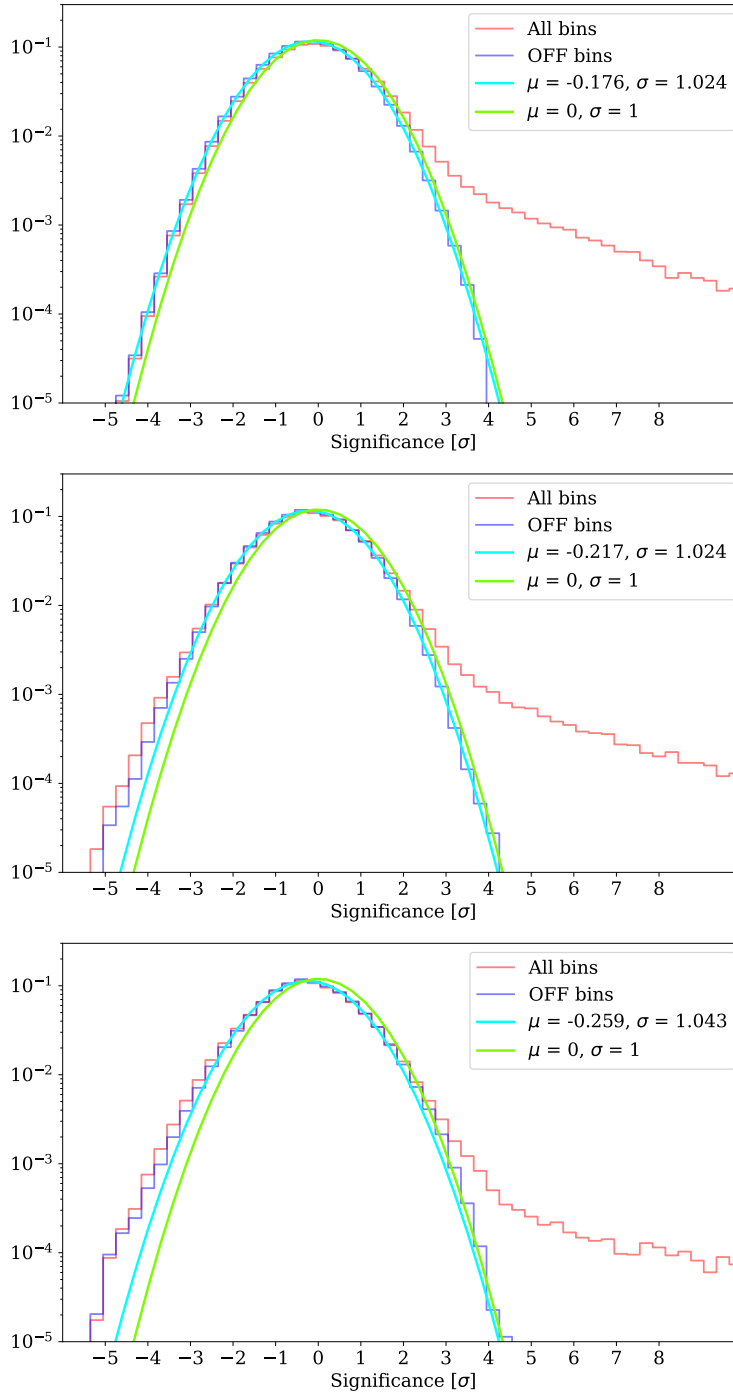 10⁻¹
10⁻²
10⁻³
10⁻⁴
10⁻⁵
All bins
OFF bins
μ = -0.176, σ = 1.024
μ = 0, σ = 1
−5 −4 −3 −2 −1 0 1 2 3 4 5 6 7 8
Significance [σ]
10⁻¹
10⁻²
10⁻³
10⁻⁴
10⁻⁵
All bins
OFF bins
μ = -0.217, σ = 1.024
μ = 0, σ = 1
−5 −4 −3 −2 −1 0 1 2 3 4 5 6 7 8
Significance [σ]
10⁻¹
10⁻²
10⁻³
10⁻⁴
10⁻⁵
All bins
OFF bins
μ = -0.259, σ = 1.043
μ = 0, σ = 1
−5 −4 −3 −2 −1 0 1 2 3 4 5 6 7 8
Significance [σ]